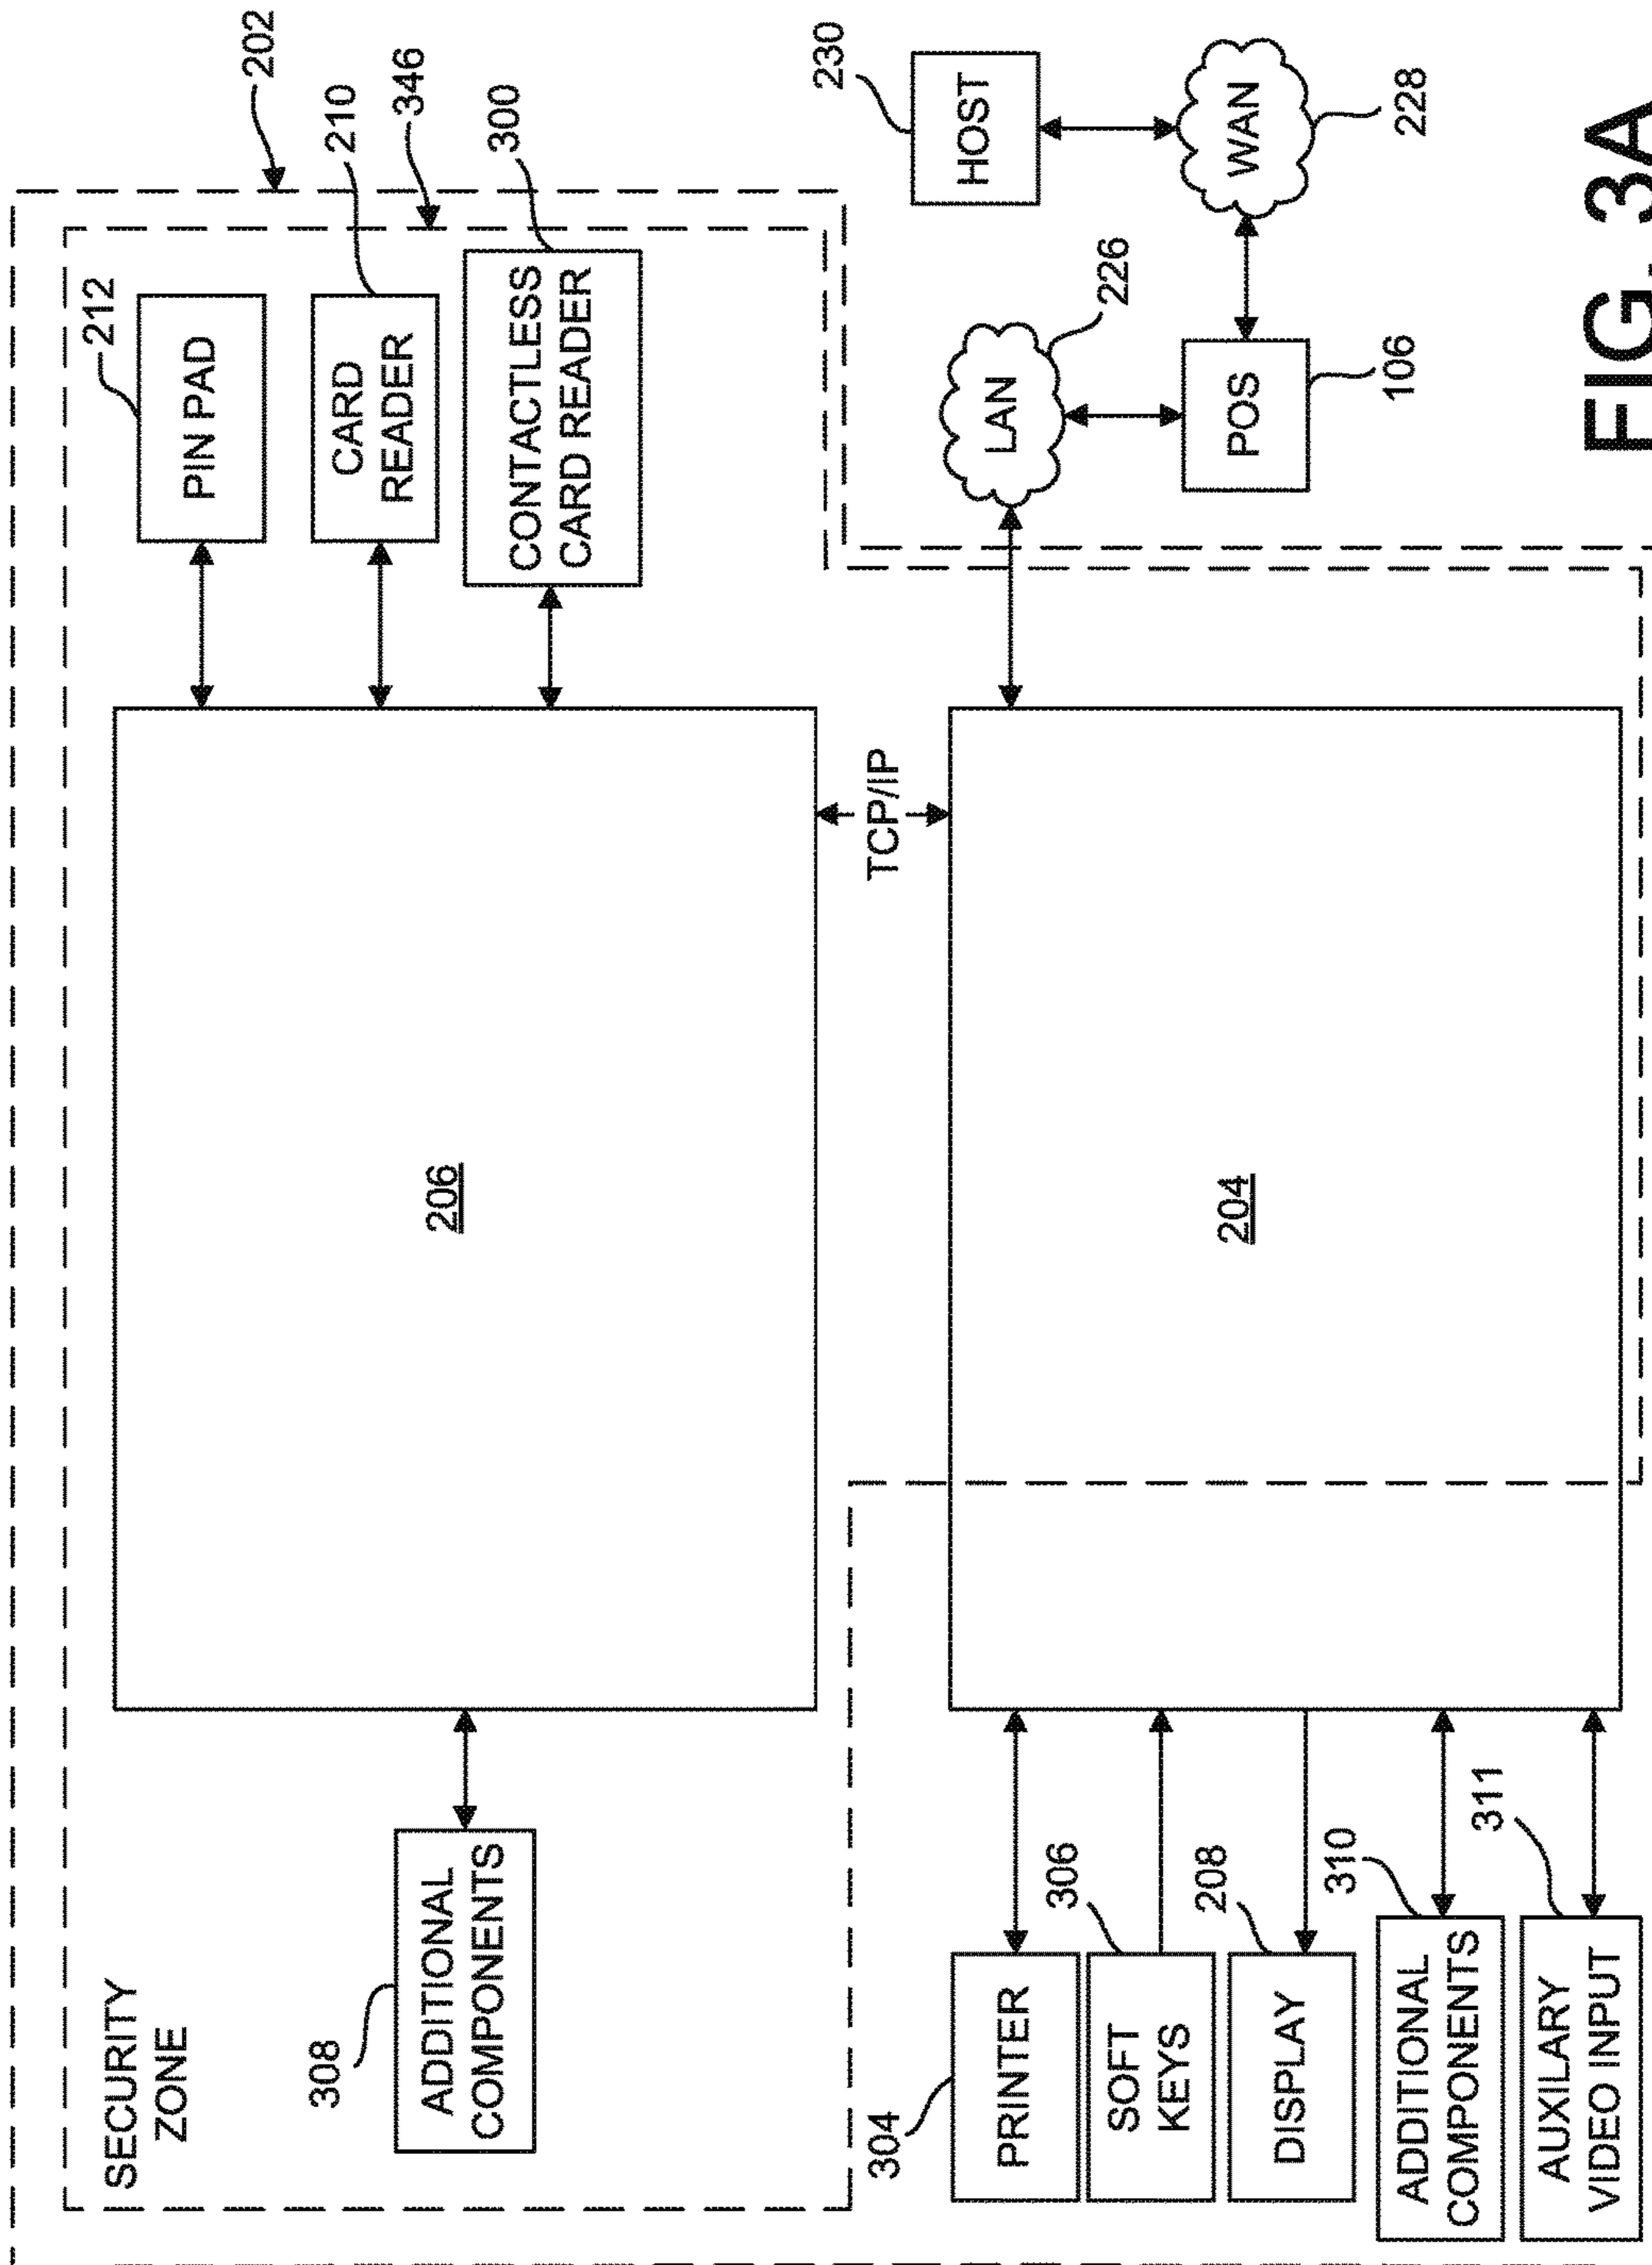 SECURITY
ZONE
308
ADDITIONAL
COMPONENTS
206
212
PIN PAD
210
CARD
READER
300
CONTACTLESS
CARD READER
202
346
TCP/IP
304
PRINTER
306
SOFT
KEYS
208
DISPLAY
310
ADDITIONAL
COMPONENTS
311
AUXILARY
VIDEO INPUT
204
LAN
226
POS
106
HOST
230
WAN
228
FIG. 3A